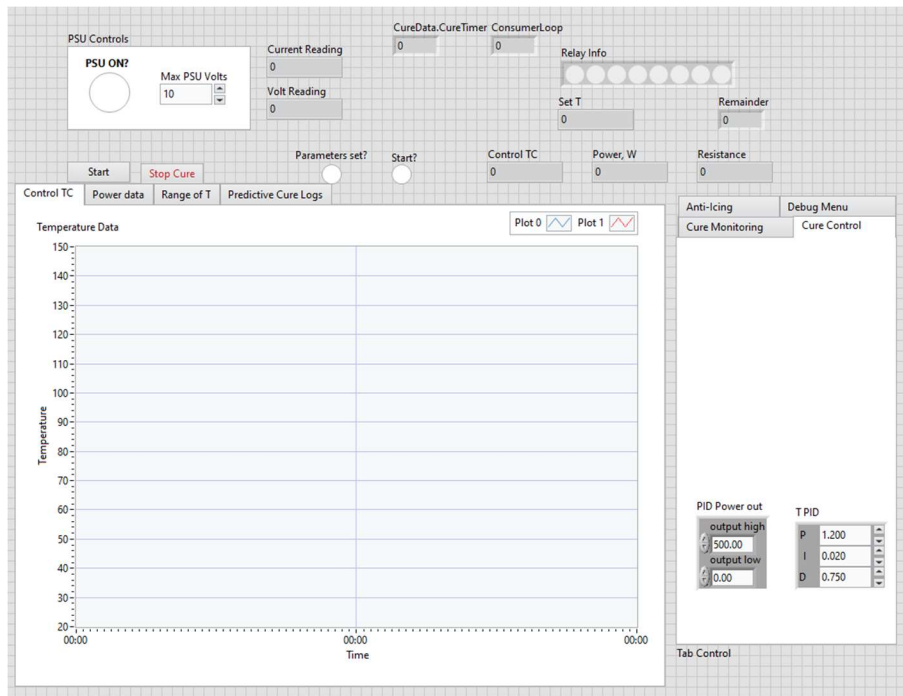 PSU Controls
PSU ON?
Max PSU Volts
10
Current Reading
0
Volt Reading
0
CureData.CureTimer ConsumerLoop
0 0
Relay Info
Set T Remainder
0 0
Start Stop Cure
Parameters set? Start?
Control TC Power, W Resistance
0 0 0
Control TC Power data Range of T Predictive Cure Logs
Temperature Data
Plot 0 Plot 1
150
140
130
120
110
100
90
80
70
60
50
40
30
20
Temperature
00:00 00:00 00:00
Time
Anti-Icing Debug Menu
Cure Monitoring Cure Control
PID Power out
output high
500.00
output low
0.00
T PID
P 1.200
I 0.020
D 0.750
Tab Control